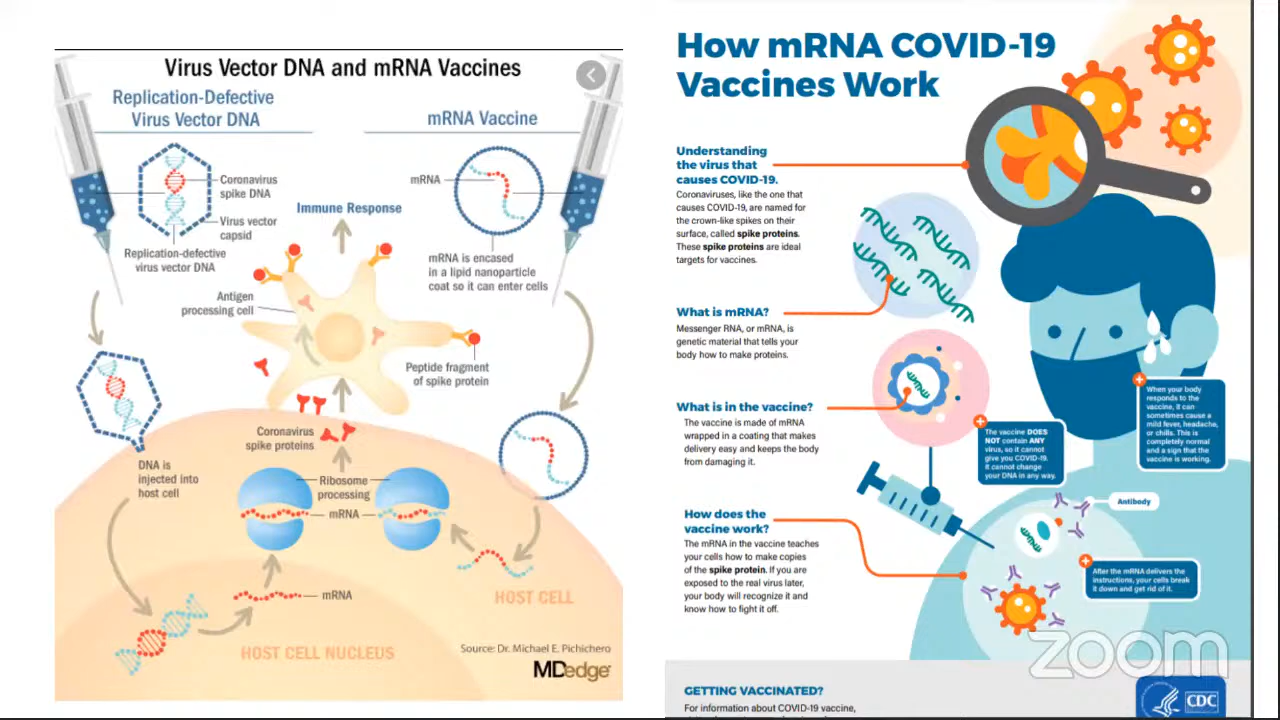 Virus Vector DNA and mRNA Vaccines
Replication-Defective
Virus Vector DNA
mRNA Vaccine
Coronavirus
spike DNA
Virus vector
capsid
Replication-defective
virus vector DNA
Immune Response
mRNA
mRNA is encased
in a lipid nanoparticle
coat so it can enter cells
Antigen
processing cell
Peptide fragment
of spike protein
Coronavirus
spike proteins
DNA is
injected into
host cell
Ribosome
processing
mRNA
mRNA
HOST CELL
HOST CELL NUCLEUS
Source: Dr. Michael E. Pichichero
MDedge
How mRNA COVID-19
Vaccines Work
Understanding
the virus that
causes COVID-19.
Coronaviruses, like the one that
causes COVID-19, are named for
the crown-like spikes on their
surface, called spike proteins.
These spike proteins are ideal
targets for vaccines.
What is mRNA?
Messenger RNA, or mRNA, is
genetic material that tells your
body how to make proteins.
What is in the vaccine?
The vaccine is made of mRNA
wrapped in a coating that makes
delivery easy and keeps the body
from damaging it.
The vaccine DOES
NOT contain ANY
virus, so it cannot
give you COVID-19.
It cannot change
your DNA in any way.
When your body
responds to the
vaccine, it can
sometimes cause a
mild fever, headache,
or chills. This is
completely normal
and a sign that the
vaccine is working.
How does the
vaccine work?
The mRNA in the vaccine teaches
your cells how to make copies
of the spike protein. If you are
exposed to the real virus later,
your body will recognize it and
know how to fight it off.
Antibody
After the mRNA delivers the
instructions, your cells break
it down and get rid of it.
zoom
GETTING VACCINATED?
For information about COVID-19 vaccine,
CDC